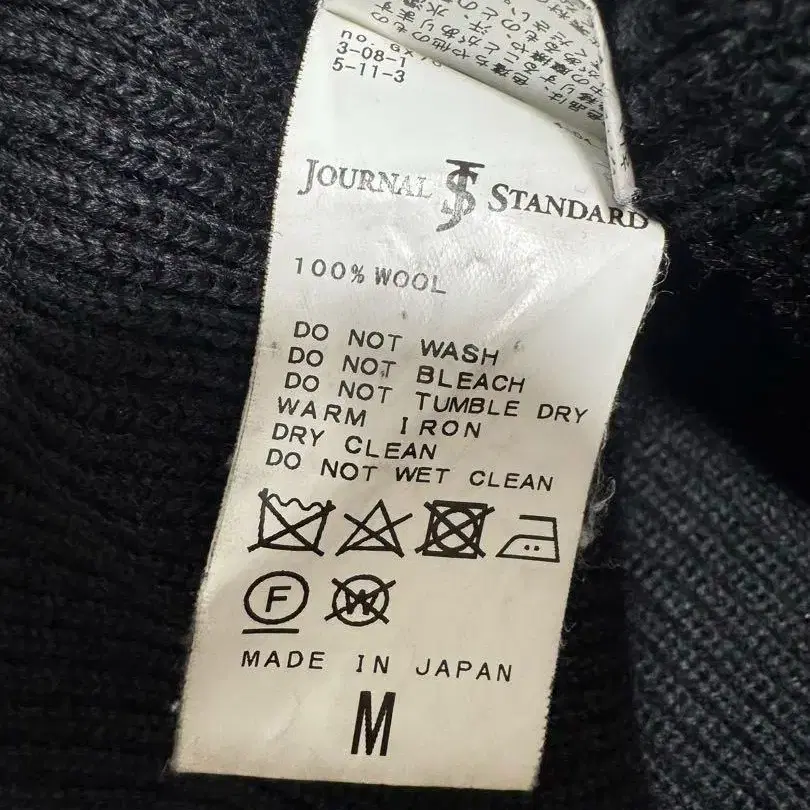 3-08-1
5-11-3
JOURNAL JS STANDARD
100% WOOL
DO NOT WASH
DO NOT BLEACH
DO NOT TUMBLE DRY
WARM IRON
DRY CLEAN
DO NOT WET CLEAN
F W
MADE IN JAPAN
M